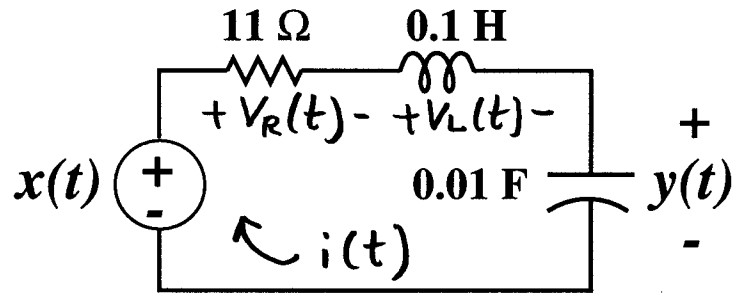 11 Ω 0.1 H
+ V_R(t) - + V_L(t) -
+
x(t) + 0.01 F y(t)
-
i(t) -